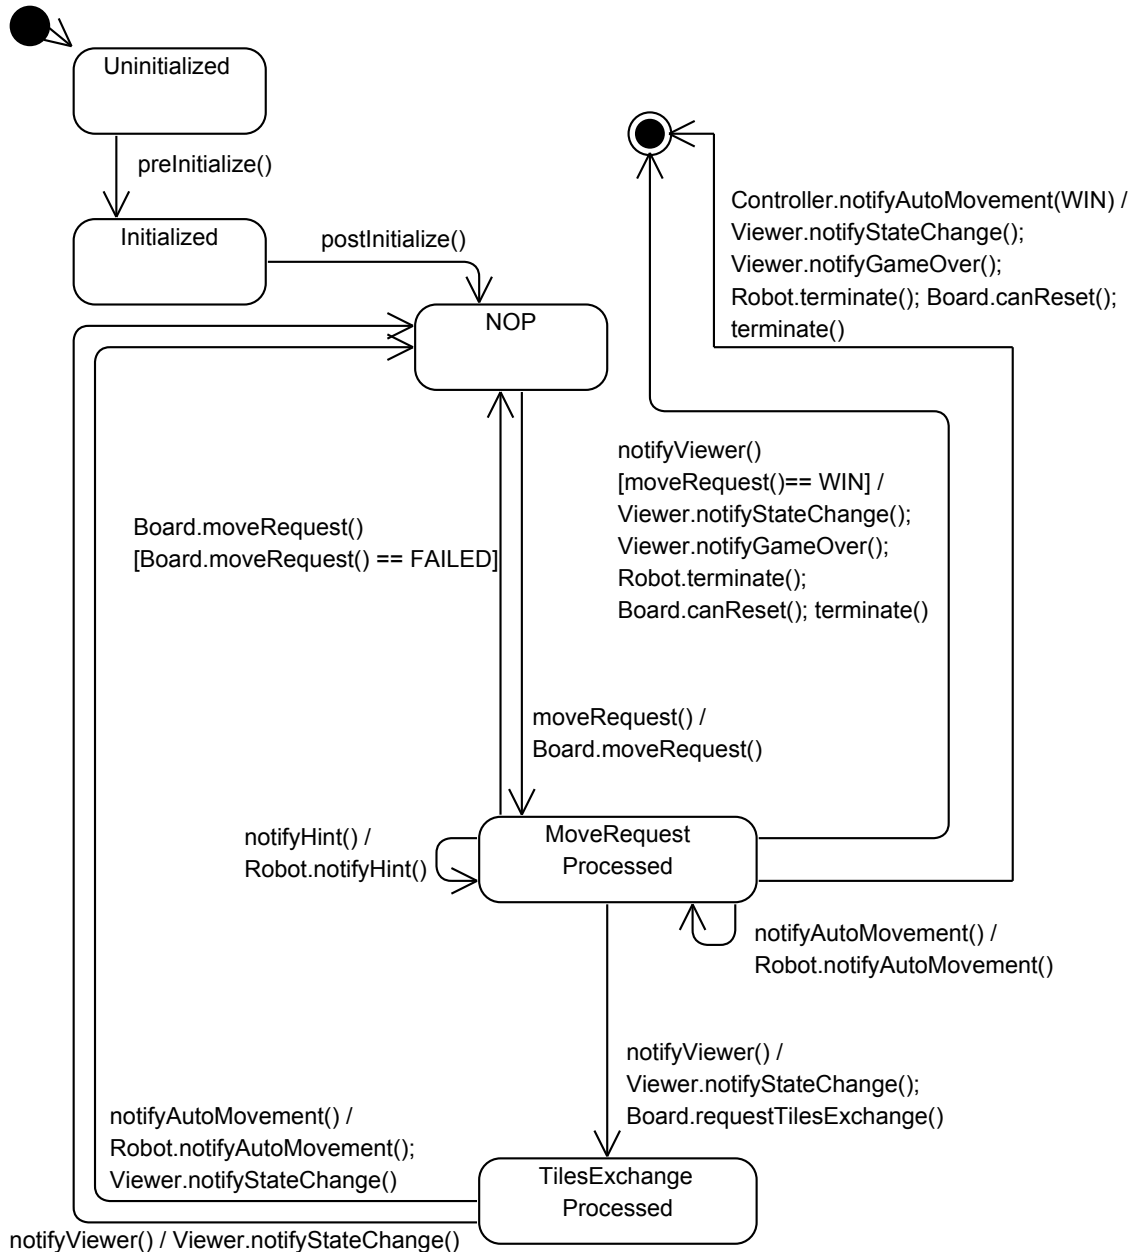 Uninitialized
preInitialize()
Initialized
postInitialize()
NOP
Controller.notifyAutoMovement(WIN) /
Viewer.notifyStateChange();
Viewer.notifyGameOver();
Robot.terminate(); Board.canReset();
terminate()
notifyViewer()
[moveRequest()== WIN] /
Viewer.notifyStateChange();
Viewer.notifyGameOver();
Robot.terminate();
Board.canReset(); terminate()
Board.moveRequest()
[Board.moveRequest() == FAILED]
moveRequest() /
Board.moveRequest()
notifyHint() /
Robot.notifyHint()
MoveRequest
Processed
notifyAutoMovement() /
Robot.notifyAutoMovement()
notifyViewer() /
Viewer.notifyStateChange();
Board.requestTilesExchange()
notifyAutoMovement() /
Robot.notifyAutoMovement();
Viewer.notifyStateChange()
TilesExchange
Processed
notifyViewer() / Viewer.notifyStateChange()